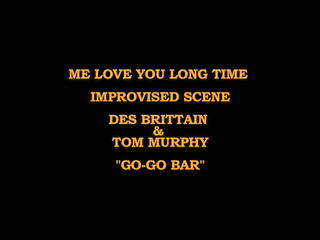 ME LOVE YOU LONG TIME
IMPROVISED SCENE
DES BRITTAIN
&
TOM MURPHY
"GO-GO BAR"